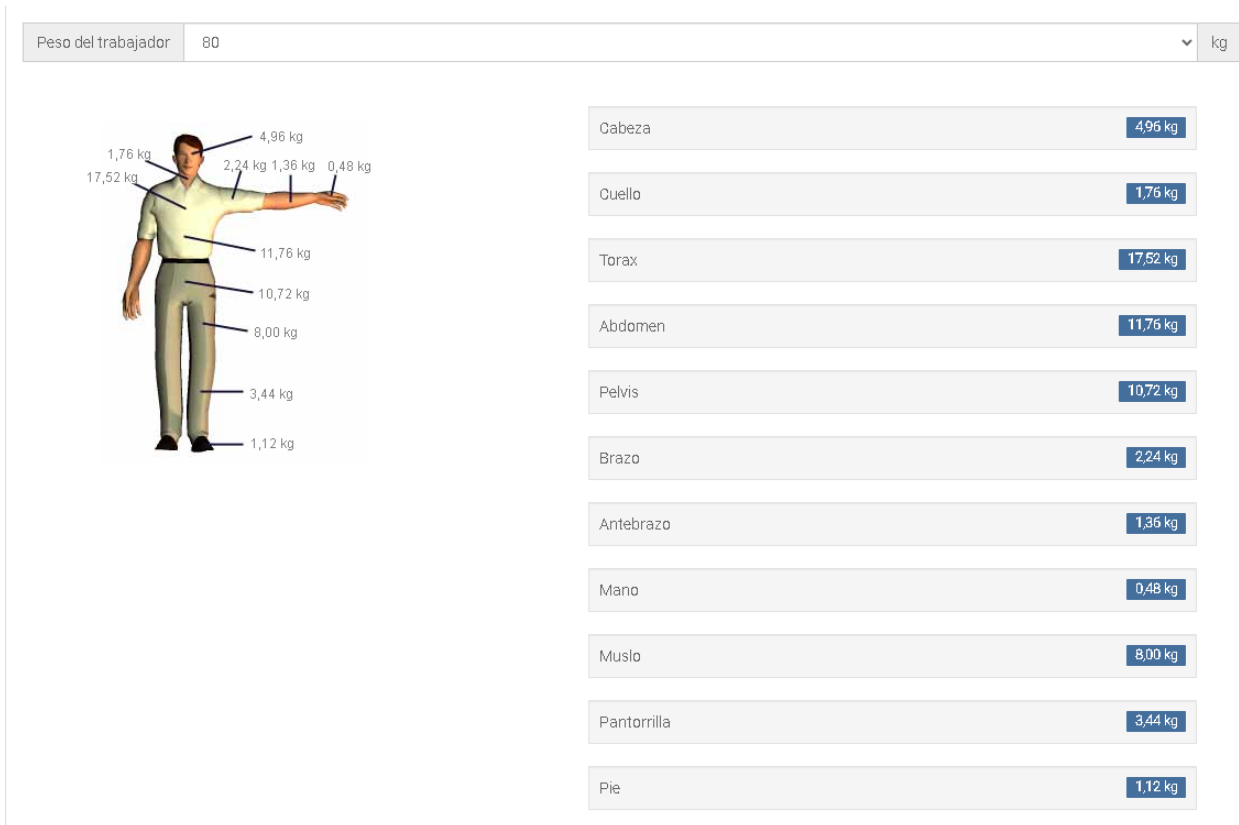 Peso del trabajador 80 kg
4,96 kg
1,76 kg
2,24 kg 1,36 kg 0,48 kg
17,52 kg
11,76 kg
10,72 kg
8,00 kg
3,44 kg
1,12 kg
Cabeza 4,96 kg
Cuello 1,76 kg
Torax 17,52 kg
Abdomen 11,76 kg
Pelvis 10,72 kg
Brazo 2,24 kg
Antebrazo 1,36 kg
Mano 0,48 kg
Muslo 8,00 kg
Pantorrilla 3,44 kg
Pie 1,12 kg